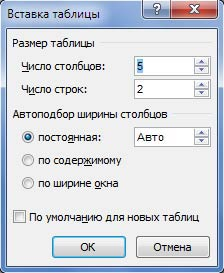 Вставка таблицы
Размер таблицы
Число столбцов: 5
Число строк: 2
Автоподбор ширины столбцов
постоянная: Авто
по содержимому
по ширине окна
По умолчанию для новых таблиц
ОК Отмена